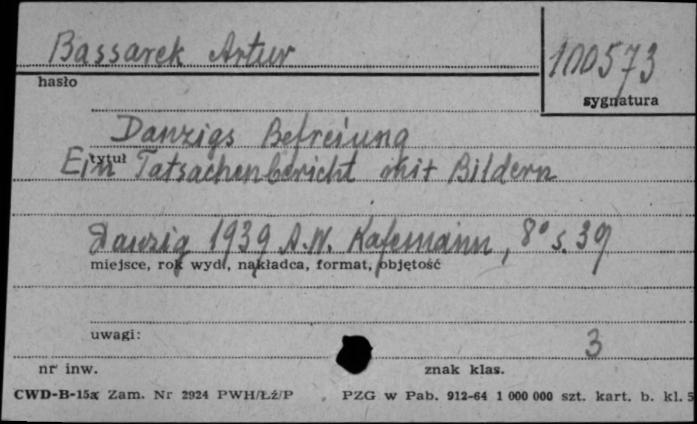 Bassarek Artur
100573
hasło
sygnatura
Danzigs Befreiung
tytuł
Ein Tatsachenbericht mit Bildern
Danzig 1939 A.W. Kafemann, 8° s. 39
miejsce, rok wyd., nakładca, format, objętość
uwagi:
3
nr inw.
znak klas.
CWD-B-15a Zam. Nr 2924 PWH/Łź/P
PZG w Pab. 912-64 1 000 000 szt. kart. b. kl. 5